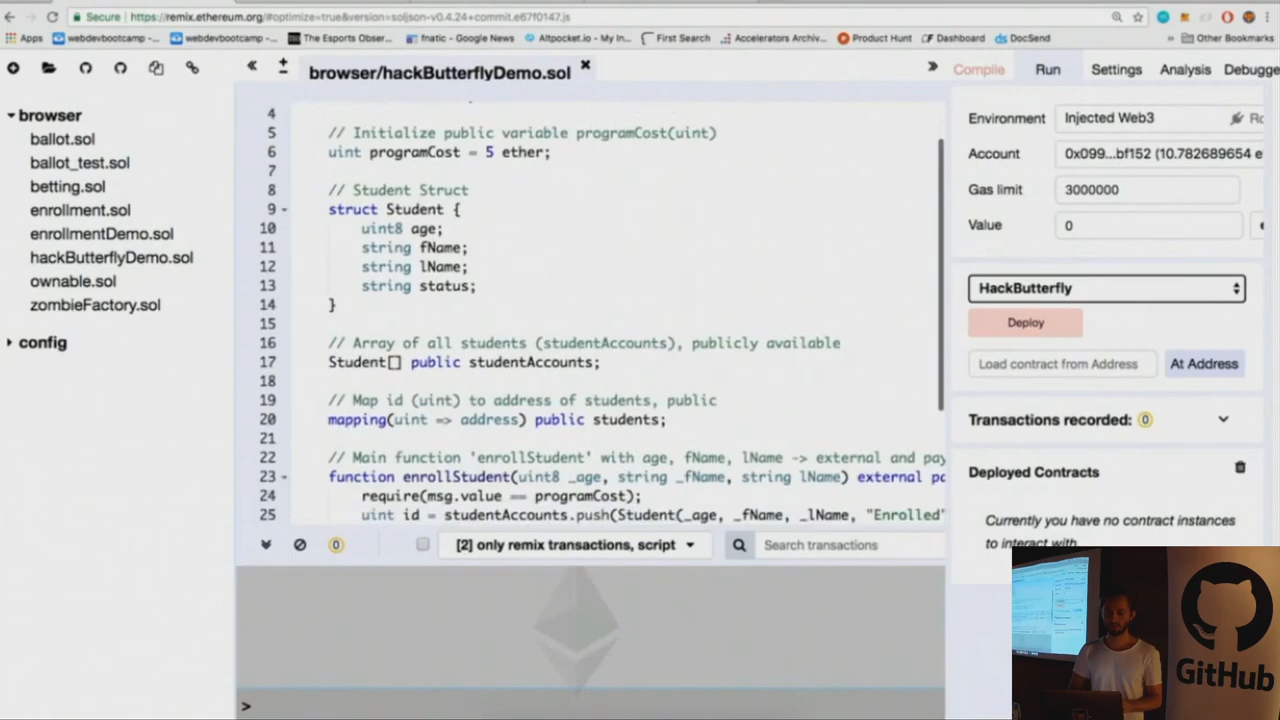 Secure https://remix.ethereum.org/#optimize=true&version=soljson-v0.4.24+commit.e67f0147.js
Apps webdevbootcamp -... webdevbootcamp -... The Esports Obser... fnatic - Google News Altpocket.io - My In... First Search Accelerators Archiv... Product Hunt Dashboard DocSend » Other Bookmarks
« browser/hackButterflyDemo.sol × » Compile Run Settings Analysis Debugge
browser
ballot.sol
ballot_test.sol
betting.sol
enrollment.sol
enrollmentDemo.sol
hackButterflyDemo.sol
ownable.sol
zombieFactory.sol
config
4
5 // Initialize public variable programCost(uint)
6 uint programCost = 5 ether;
7
8 // Student Struct
9 struct Student {
10 uint8 age;
11 string fName;
12 string lName;
13 string status;
14 }
15
16 // Array of all students (studentAccounts), publicly available
17 Student[] public studentAccounts;
18
19 // Map id (uint) to address of students, public
20 mapping(uint => address) public students;
21
22 // Main function 'enrollStudent' with age, fName, lName -> external and pay
23 function enrollStudent(uint8 _age, string _fName, string lName) external pa
24 require(msg.value == programCost);
25 uint id = studentAccounts.push(Student(_age, _fName, _lName, "Enrolled"
0 [2] only remix transactions, script Search transactions
>
Environment Injected Web3 Ro
Account 0x099...bf152 (10.782689654 e
Gas limit 3000000
Value 0
HackButterfly
Deploy
Load contract from Address At Address
Transactions recorded: 0
Deployed Contracts
Currently you have no contract instances
to interact with.
GitHub